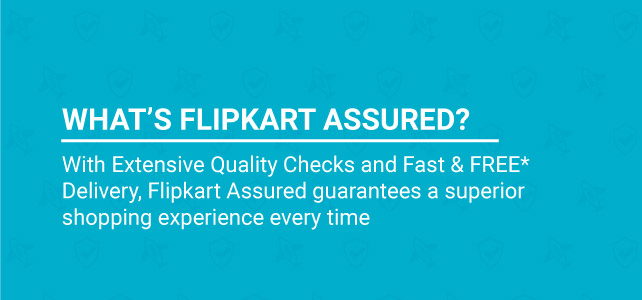 WHAT’S FLIPKART ASSURED?
With Extensive Quality Checks and Fast & FREE*
Delivery, Flipkart Assured guarantees a superior
shopping experience every time